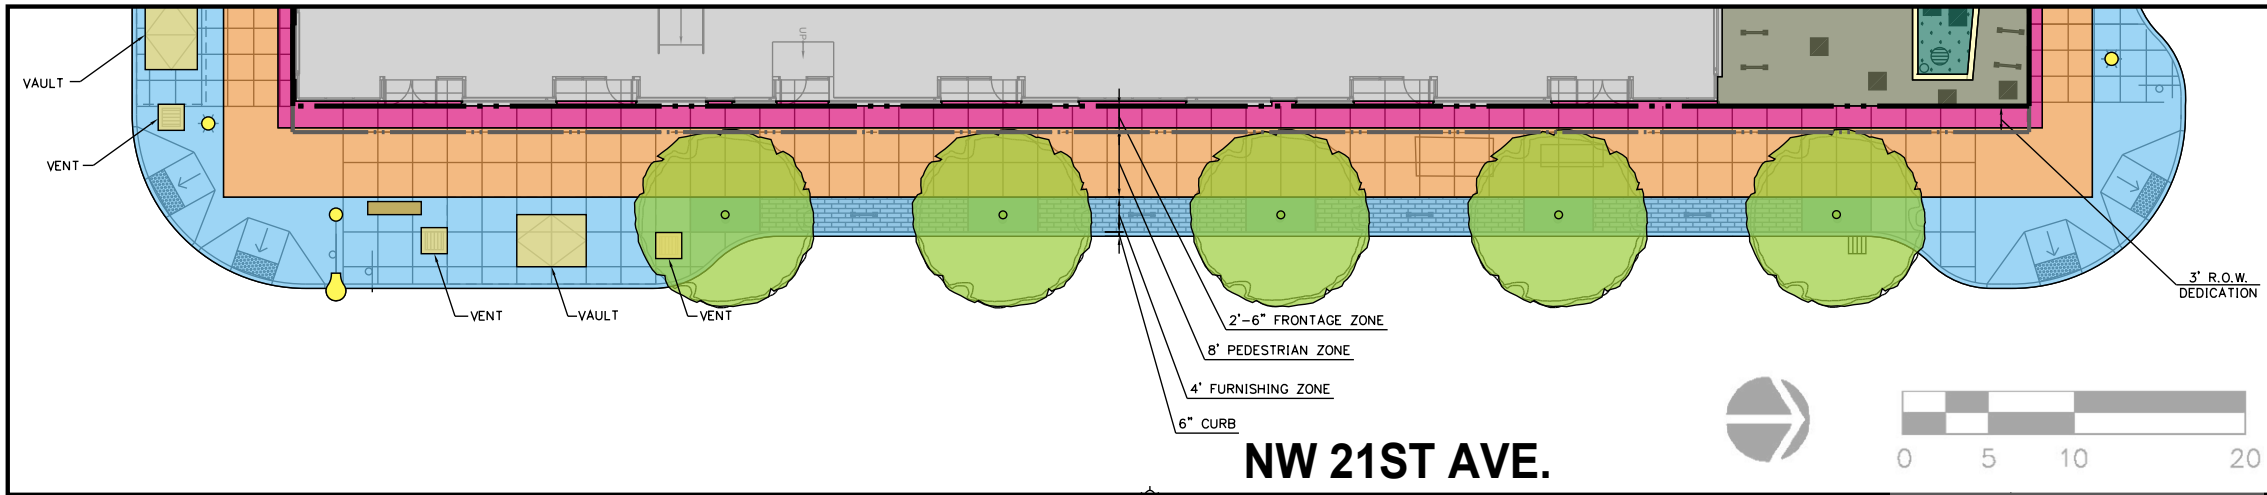 UP
VAULT
VENT
VENT
VAULT
VENT
2'-6" FRONTAGE ZONE
8' PEDESTRIAN ZONE
4' FURNISHING ZONE
6" CURB
3' R.O.W.
DEDICATION
NW 21ST AVE.
0 5 10 20